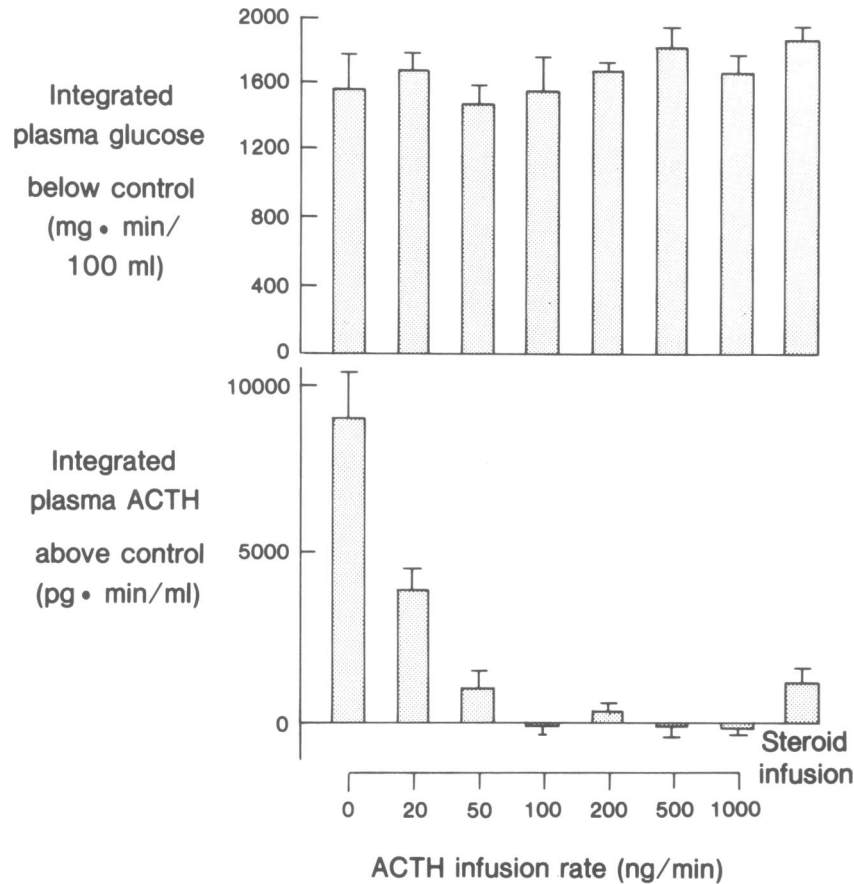 Integrated
plasma glucose
below control
(mg • min/
100 ml)
2000
1600
1200
800
400
0
Integrated
plasma ACTH
above control
(pg • min/ml)
10000
5000
0
Steroid
infusion
0 20 50 100 200 500 1000
ACTH infusion rate (ng/min)